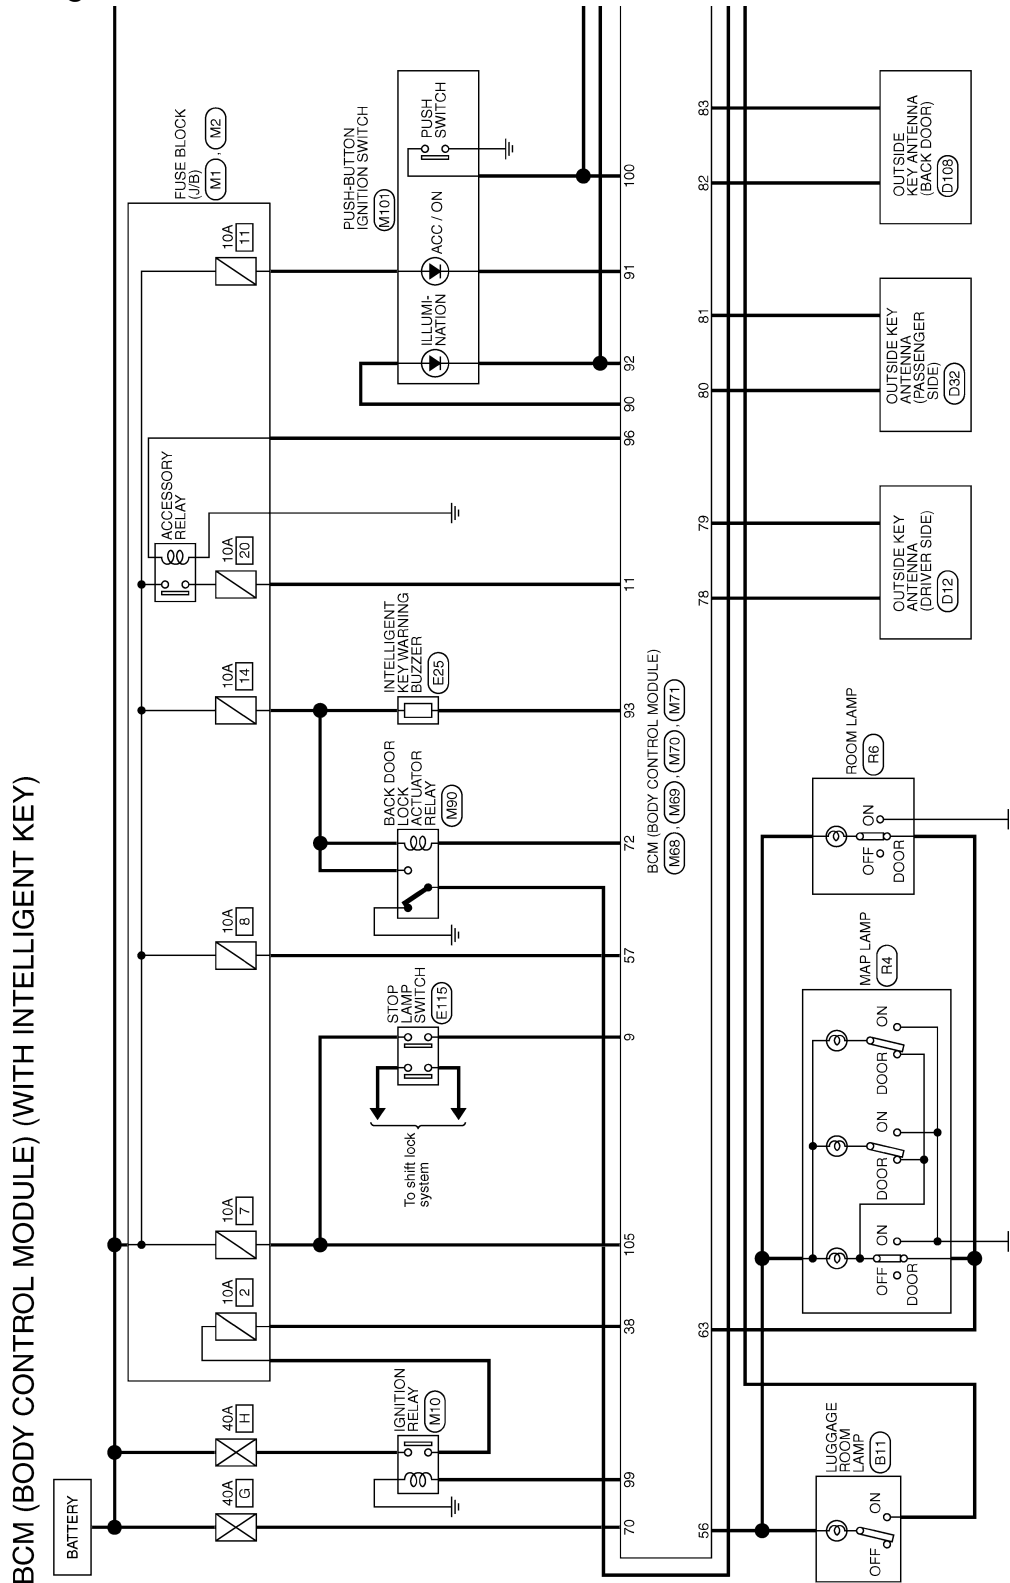 BCM (BODY CONTROL MODULE) (WITH INTELLIGENT KEY)
BATTERY
40A
G
40A
H
10A
2
10A
7
10A
8
10A
14
10A
20
10A
11
FUSE BLOCK
(J/B)
M1 , M2
ACCESSORY
RELAY
IGNITION
RELAY
M10
To shift lock
system
STOP
LAMP
SWITCH
E115
BACK DOOR
LOCK
ACTUATOR
RELAY
M90
INTELLIGENT
KEY WARNING
BUZZER
E25
PUSH-BUTTON
IGNITION SWITCH
M101
ILLUMI-
NATION
ACC / ON
PUSH
SWITCH
70
99
38
105
9
57
72
93
11
96
90
92
91
100
BCM (BODY CONTROL MODULE)
M68 , M69 , M70 , M71
56
63
78
79
80
81
82
83
LUGGAGE
ROOM
LAMP
B11
OFF
ON
MAP LAMP
R4
OFF
ON
DOOR
DOOR
ON
DOOR
ON
ROOM LAMP
R6
OFF
ON
DOOR
OUTSIDE KEY
ANTENNA
(DRIVER SIDE)
D12
OUTSIDE KEY
ANTENNA
(PASSENGER
SIDE)
D32
OUTSIDE
KEY ANTENNA
(BACK DOOR)
D108